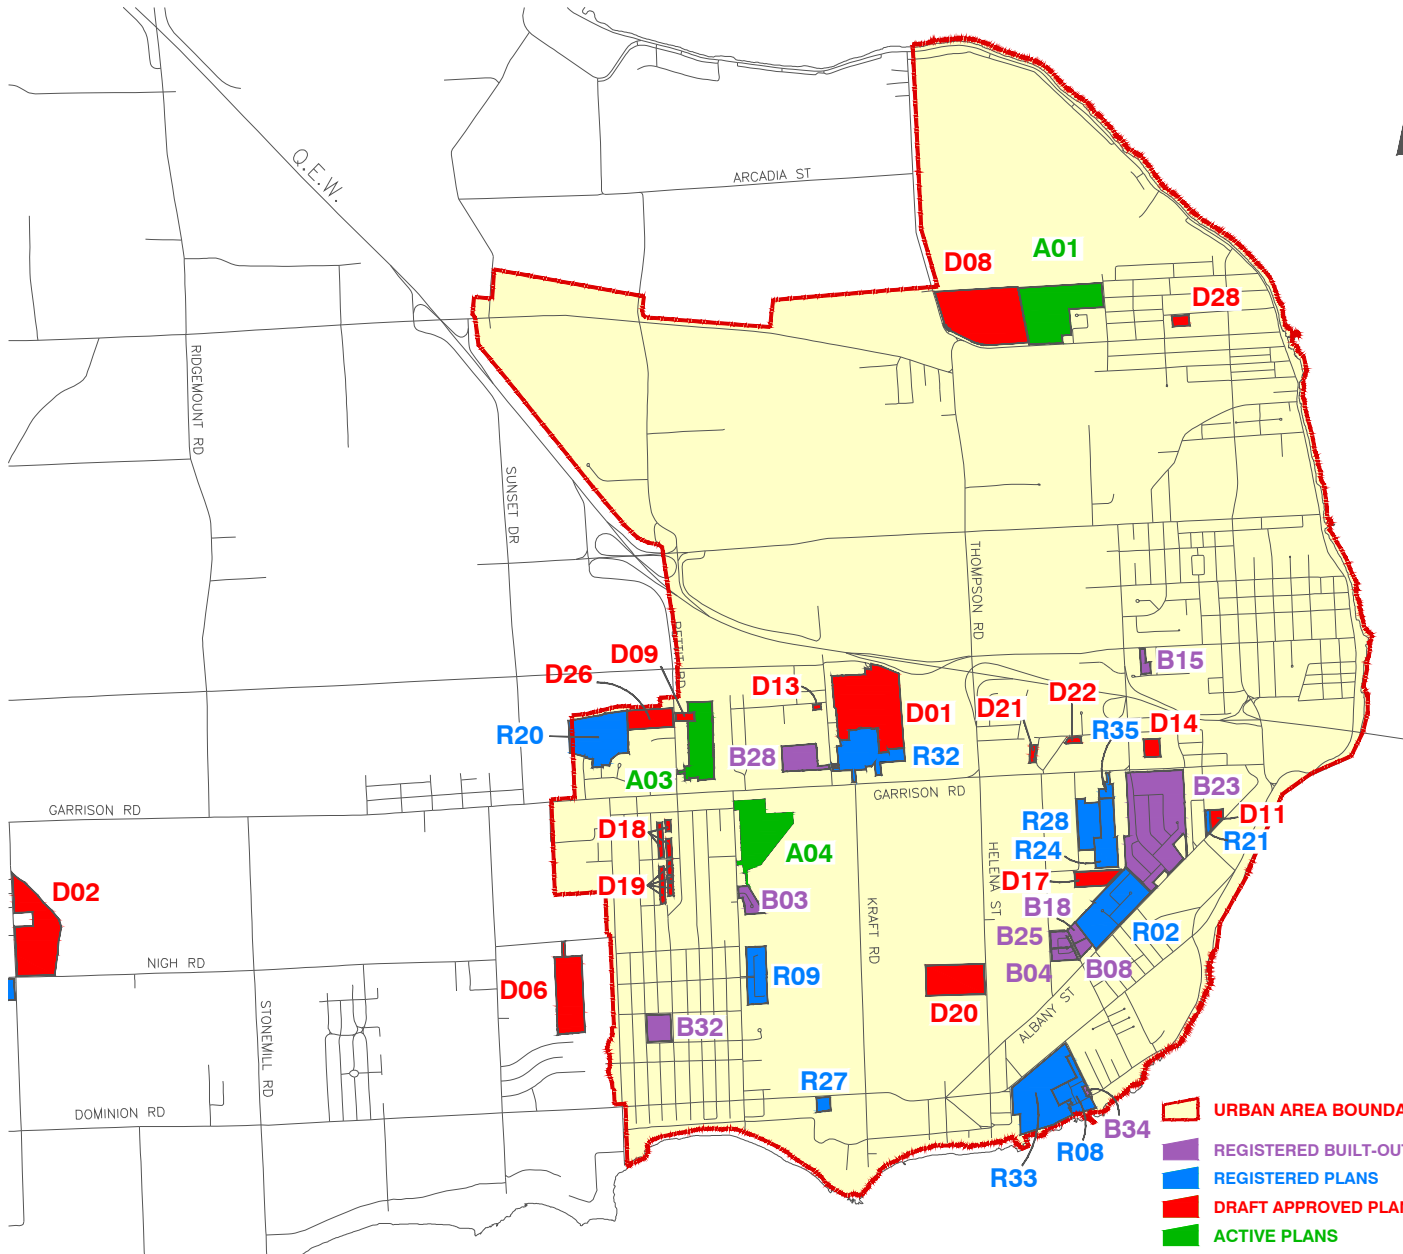 ARCADIA ST
Q.E.W.
A01
D08
D28
RIDGEMOUNT RD
SUNSET DR
THOMPSON RD
D09
B15
D26
D13
D22
D01
D21
D14
R35
R20
B28
R32
A03
B23
GARRISON RD
GARRISON RD
D11
R28
D18
R21
A04
R24
HELENA ST
D17
D02
D19
B03
B18
KRAFT RD
R02
B25
NIGH RD
B04
B08
R09
D06
D20
STONEMILL RD
ALBANY ST
B32
R27
DOMINION RD
URBAN AREA BOUNDA
B34
REGISTERED BUILT-OU
R08
R33
REGISTERED PLANS
DRAFT APPROVED PLA
ACTIVE PLANS